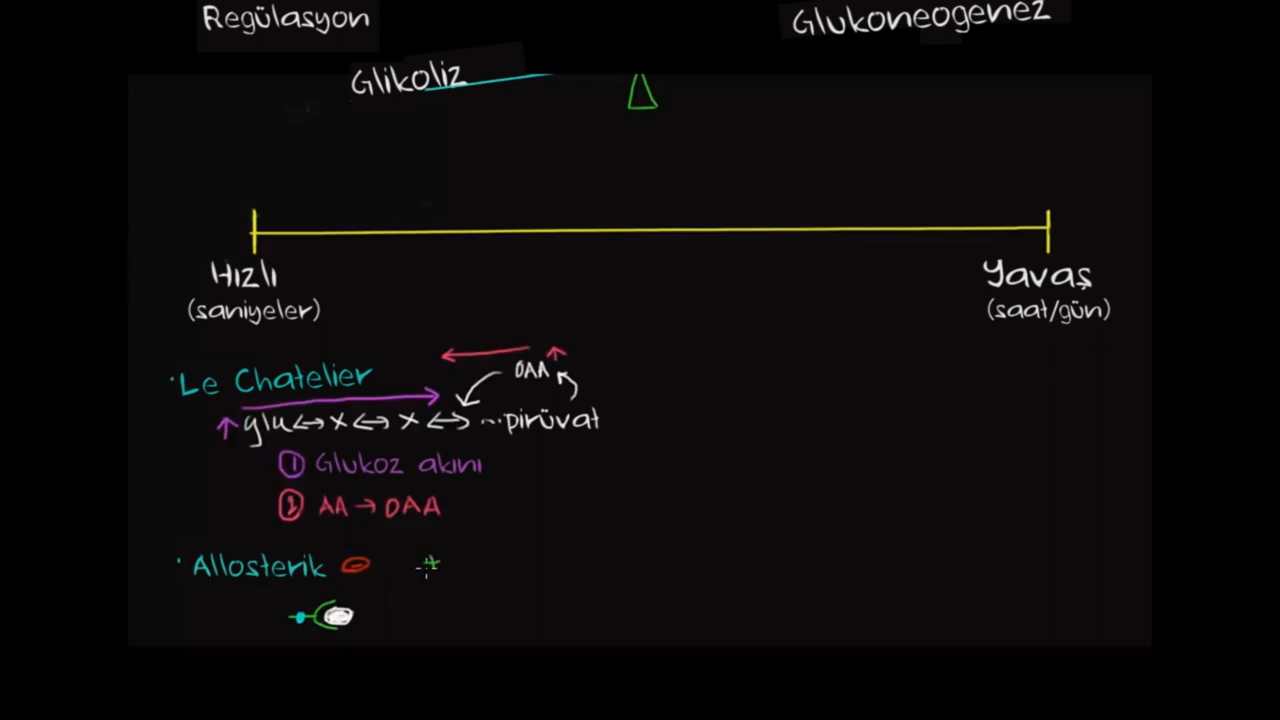 Regülasyon
Glukoneogenez
Glikoliz
Hızlı
(saniyeler)
Yavaş
(saat/gün)
· Le Chatelier
OAA ↑
↑ glu ↔ x ↔ x ↔ ... pirüvat
① Glukoz akını
② AA → OAA
· Allosterik - +